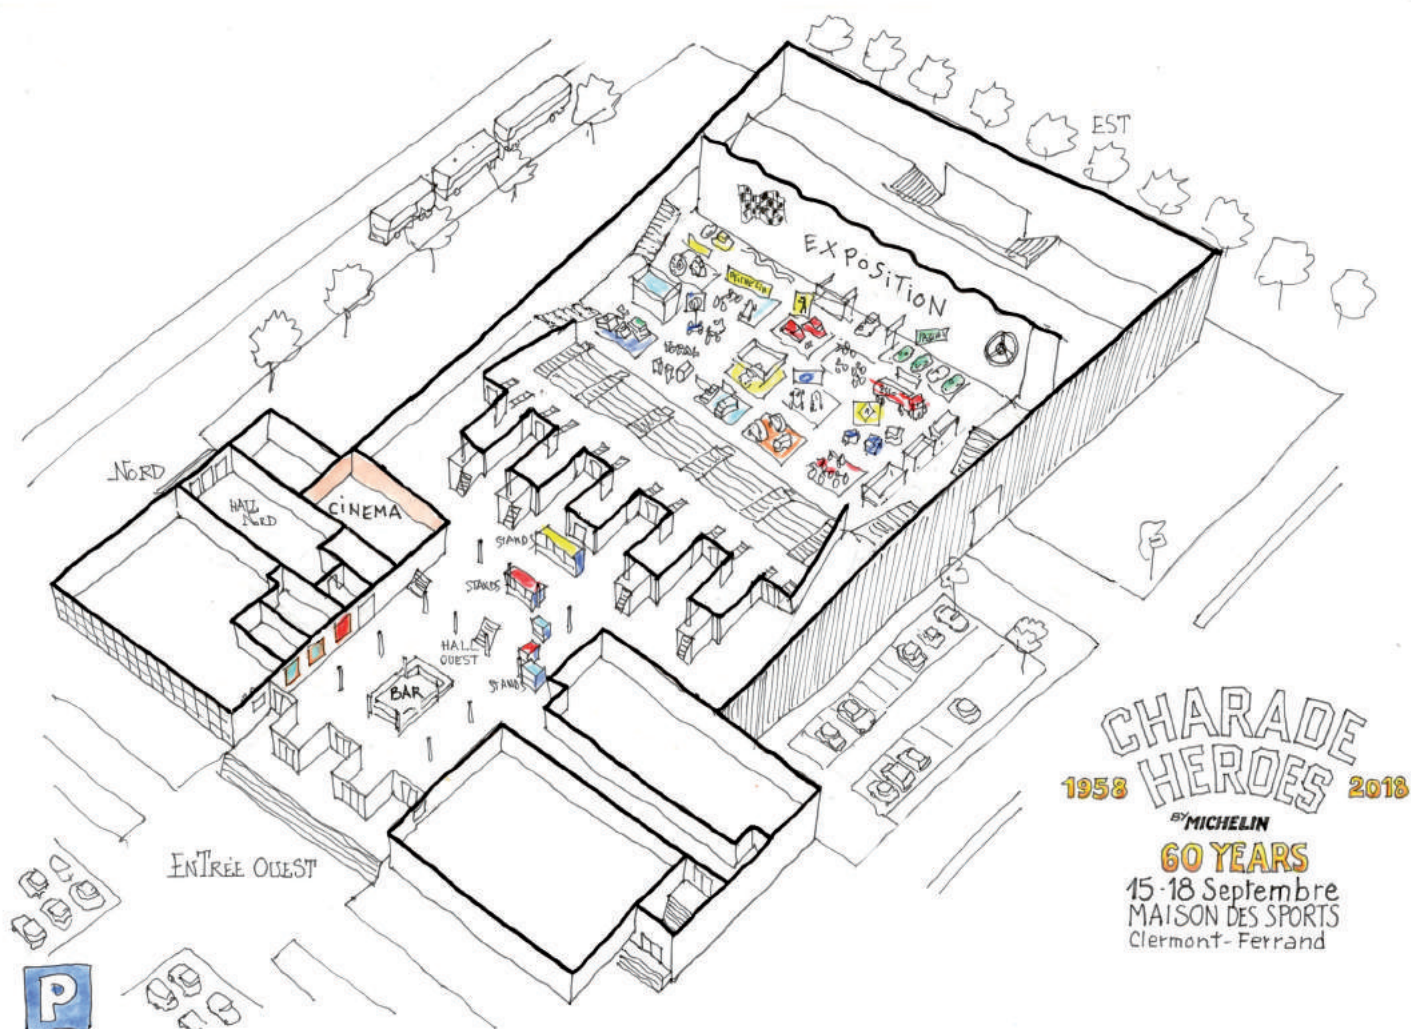 EST
EXPOSITION
MICHELIN
NORD
HALL
NORD
CINEMA
STANDS
STANDS
HALL
OUEST
STANDS
BAR
ENTRÉE OUEST
P
CHARADE
HEROES
1958
2018
BY MICHELIN
60 YEARS
15-18 Septembre
MAISON DES SPORTS
Clermont-Ferrand